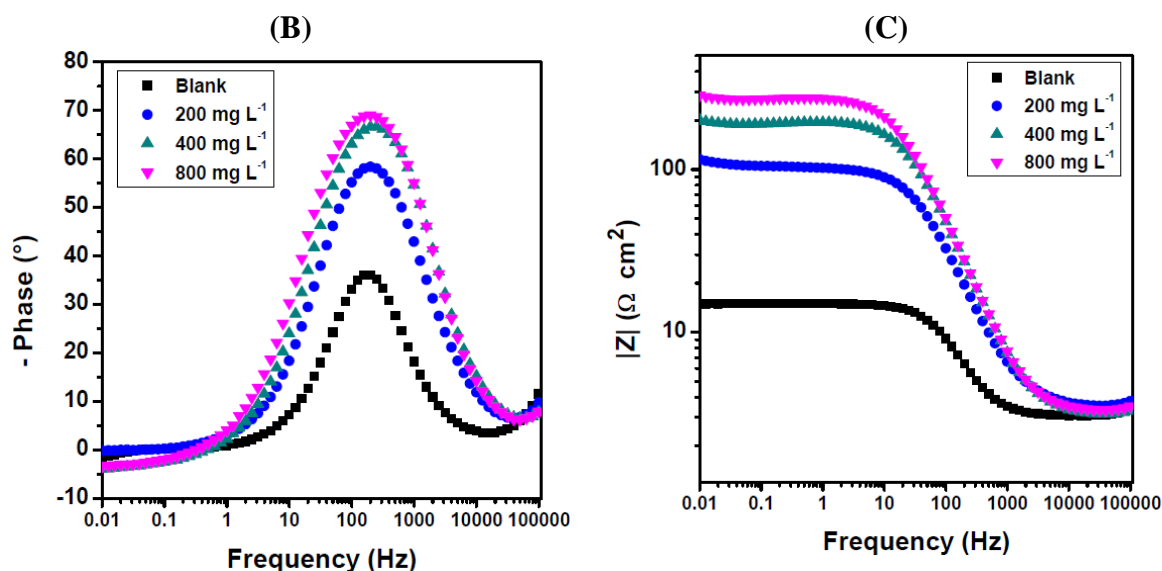 (B)
80
70
60
50
40
30
20
10
0
-10
- Phase (°)
Blank
200 mg L⁻¹
400 mg L⁻¹
800 mg L⁻¹
0.01 0.1 1 10 100 1000 10000 100000
Frequency (Hz)
(C)
100
10
|Z| (Ω cm²)
Blank
200 mg L⁻¹
400 mg L⁻¹
800 mg L⁻¹
0.01 0.1 1 10 100 1000 10000 100000
Frequency (Hz)